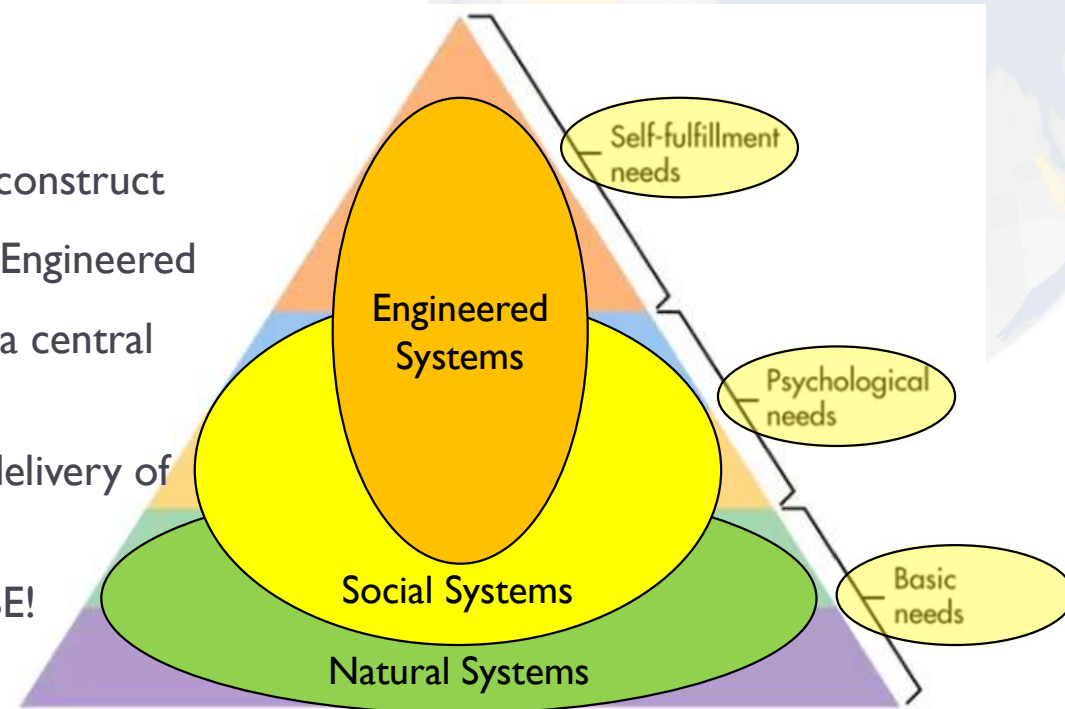 construct
Engineered
a central
delivery of
E!
Engineered
Systems
Social Systems
Natural Systems
Self-fulfillment
needs
Psychological
needs
Basic
needs